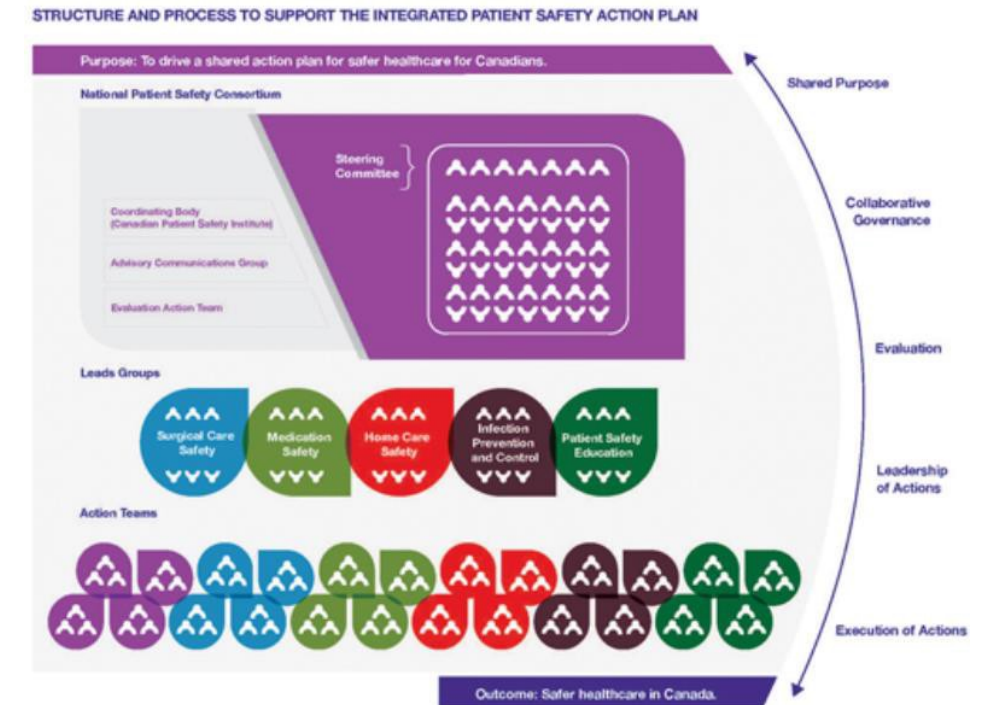 STRUCTURE AND PROCESS TO SUPPORT THE INTEGRATED PATIENT SAFETY ACTION PLAN
Purpose: To drive a shared action plan for safer healthcare for Canadians.
Shared Purpose
National Patient Safety Consortium
Steering
Committee
Coordinating Body
(Canadian Patient Safety Institute)
Advisory Communications Group
Evaluation Action Team
Collaborative
Governance
Evaluation
Leads Groups
Surgical Care
Safety
Medication
Safety
Home Care
Safety
Infection
Prevention
and Control
Patient Safety
Education
Leadership
of Actions
Action Teams
Execution of Actions
Outcome: Safer healthcare in Canada.